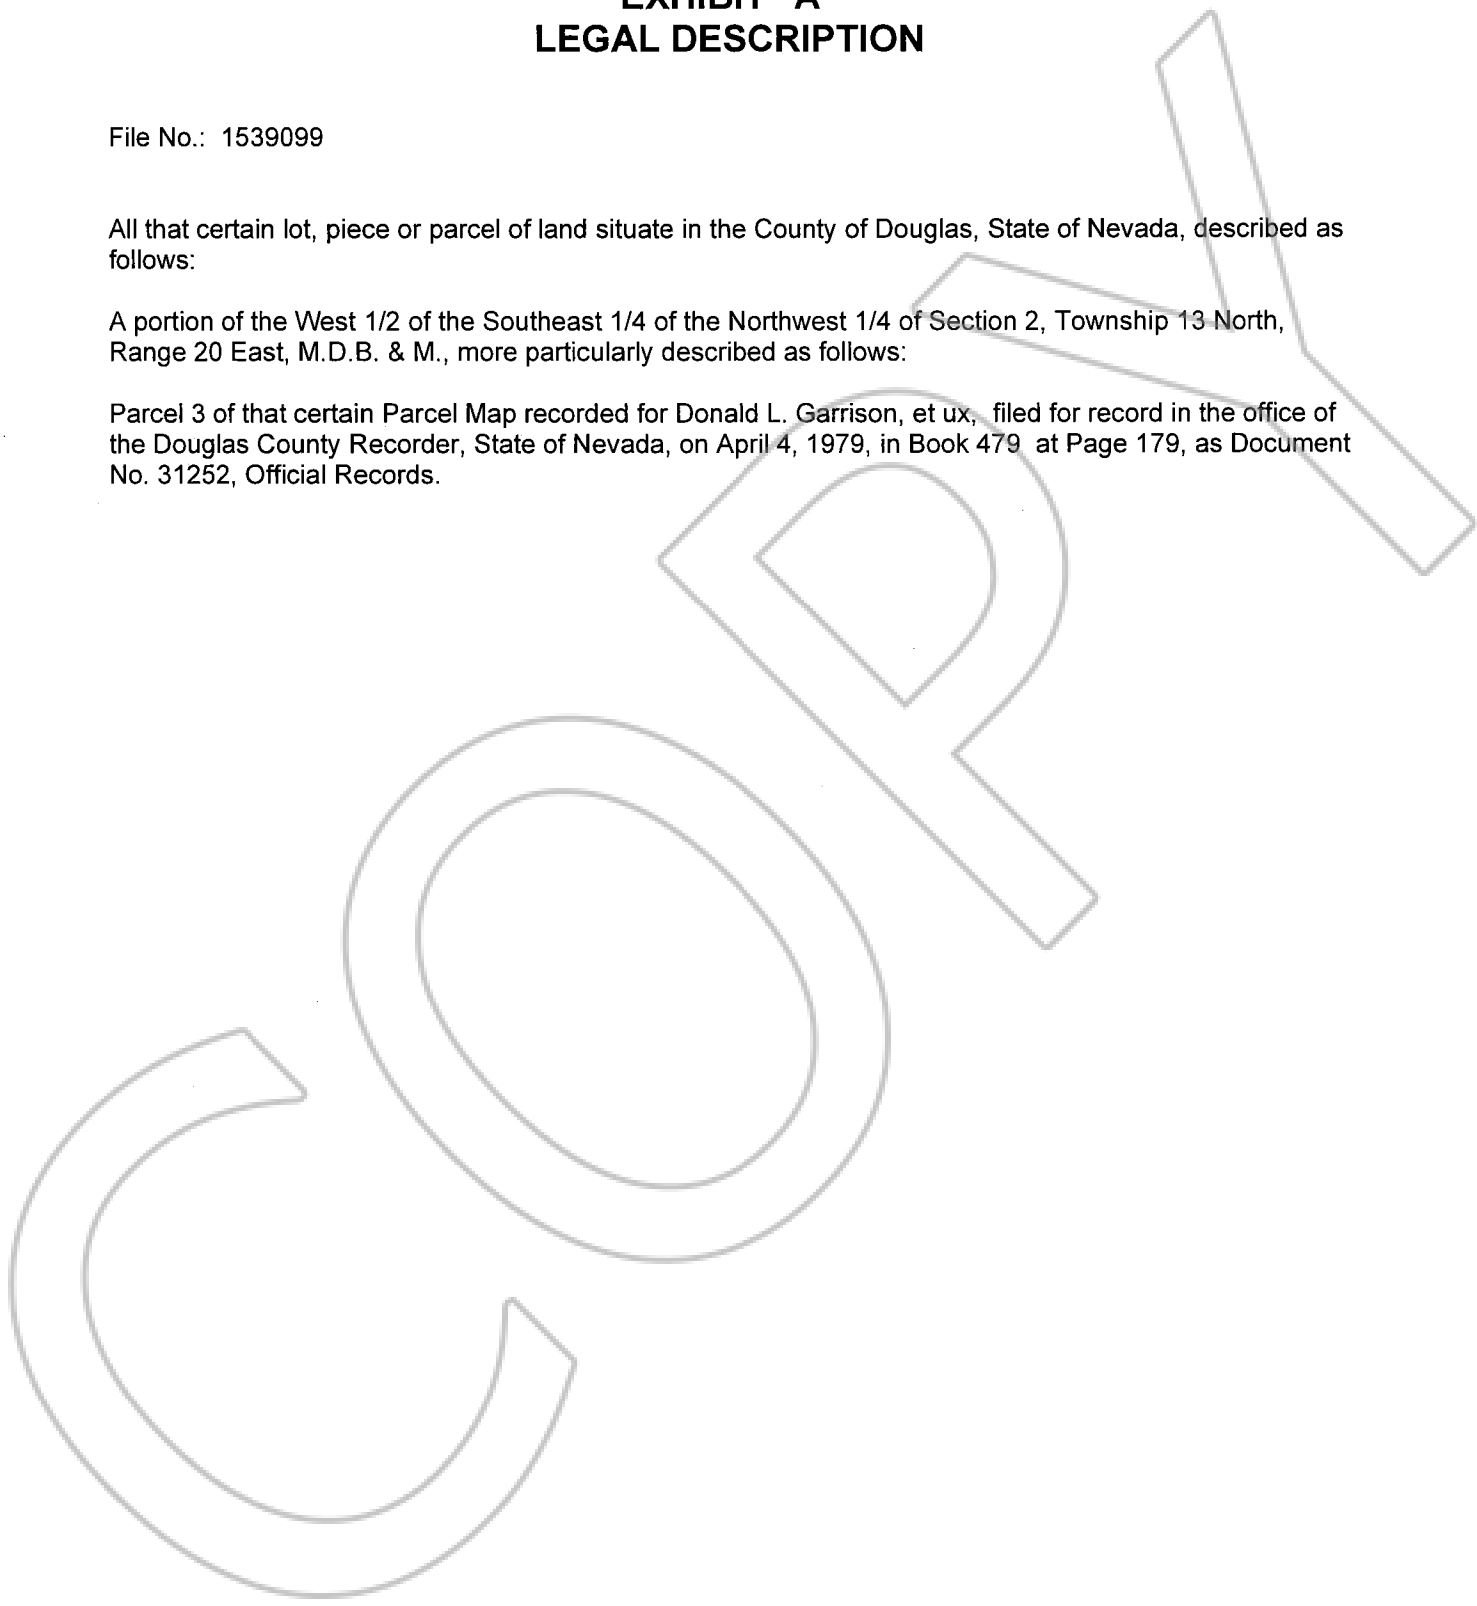 EXHIBIT "A"
LEGAL DESCRIPTION
File No.: 1539099
All that certain lot, piece or parcel of land situate in the County of Douglas, State of Nevada, described as
follows:
A portion of the West 1/2 of the Southeast 1/4 of the Northwest 1/4 of Section 2, Township 13 North,
Range 20 East, M.D.B. & M., more particularly described as follows:
Parcel 3 of that certain Parcel Map recorded for Donald L. Garrison, et ux, filed for record in the office of
the Douglas County Recorder, State of Nevada, on April 4, 1979, in Book 479 at Page 179, as Document
No. 31252, Official Records.
COPY